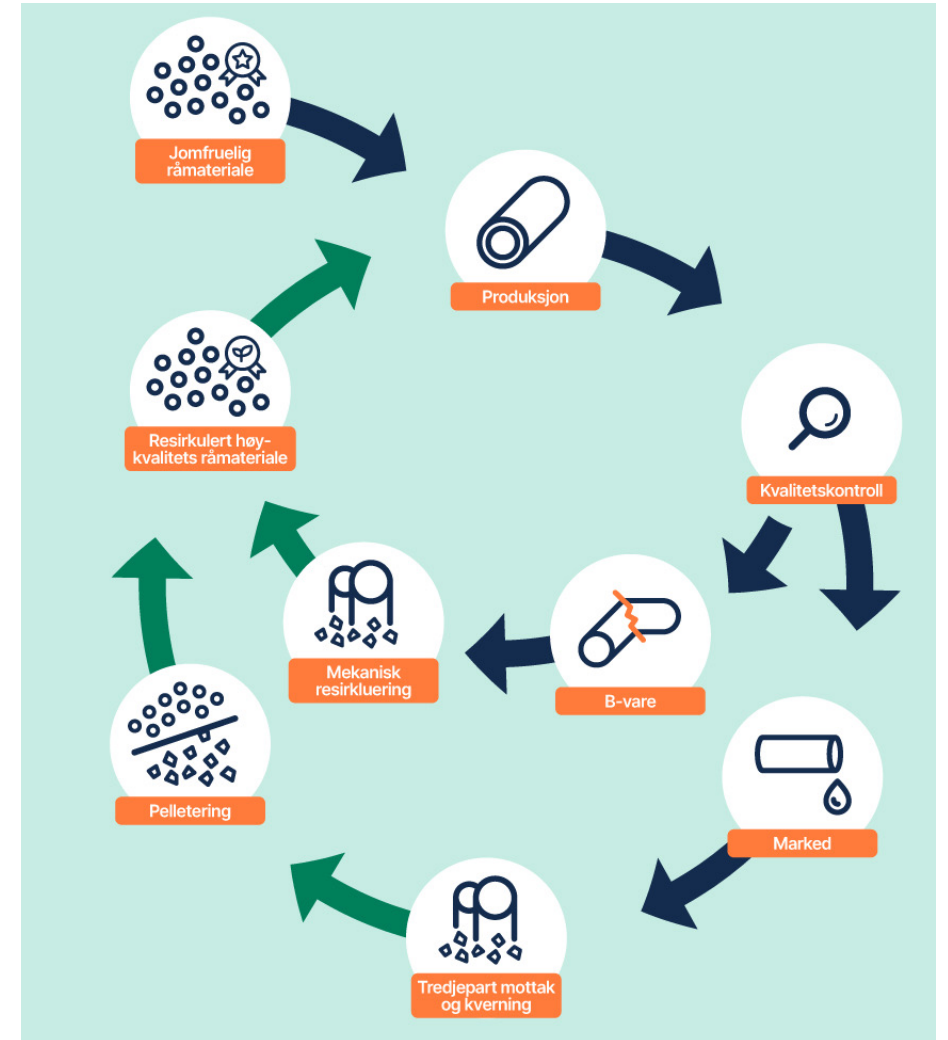 Jomfruelig
råmateriale
Produksjon
Resirkulert høy-
kvalitets råmateriale
Kvalitetskontroll
Mekanisk
resirkluering
B-vare
Pelletering
Marked
Tredjepart mottak
og kverning